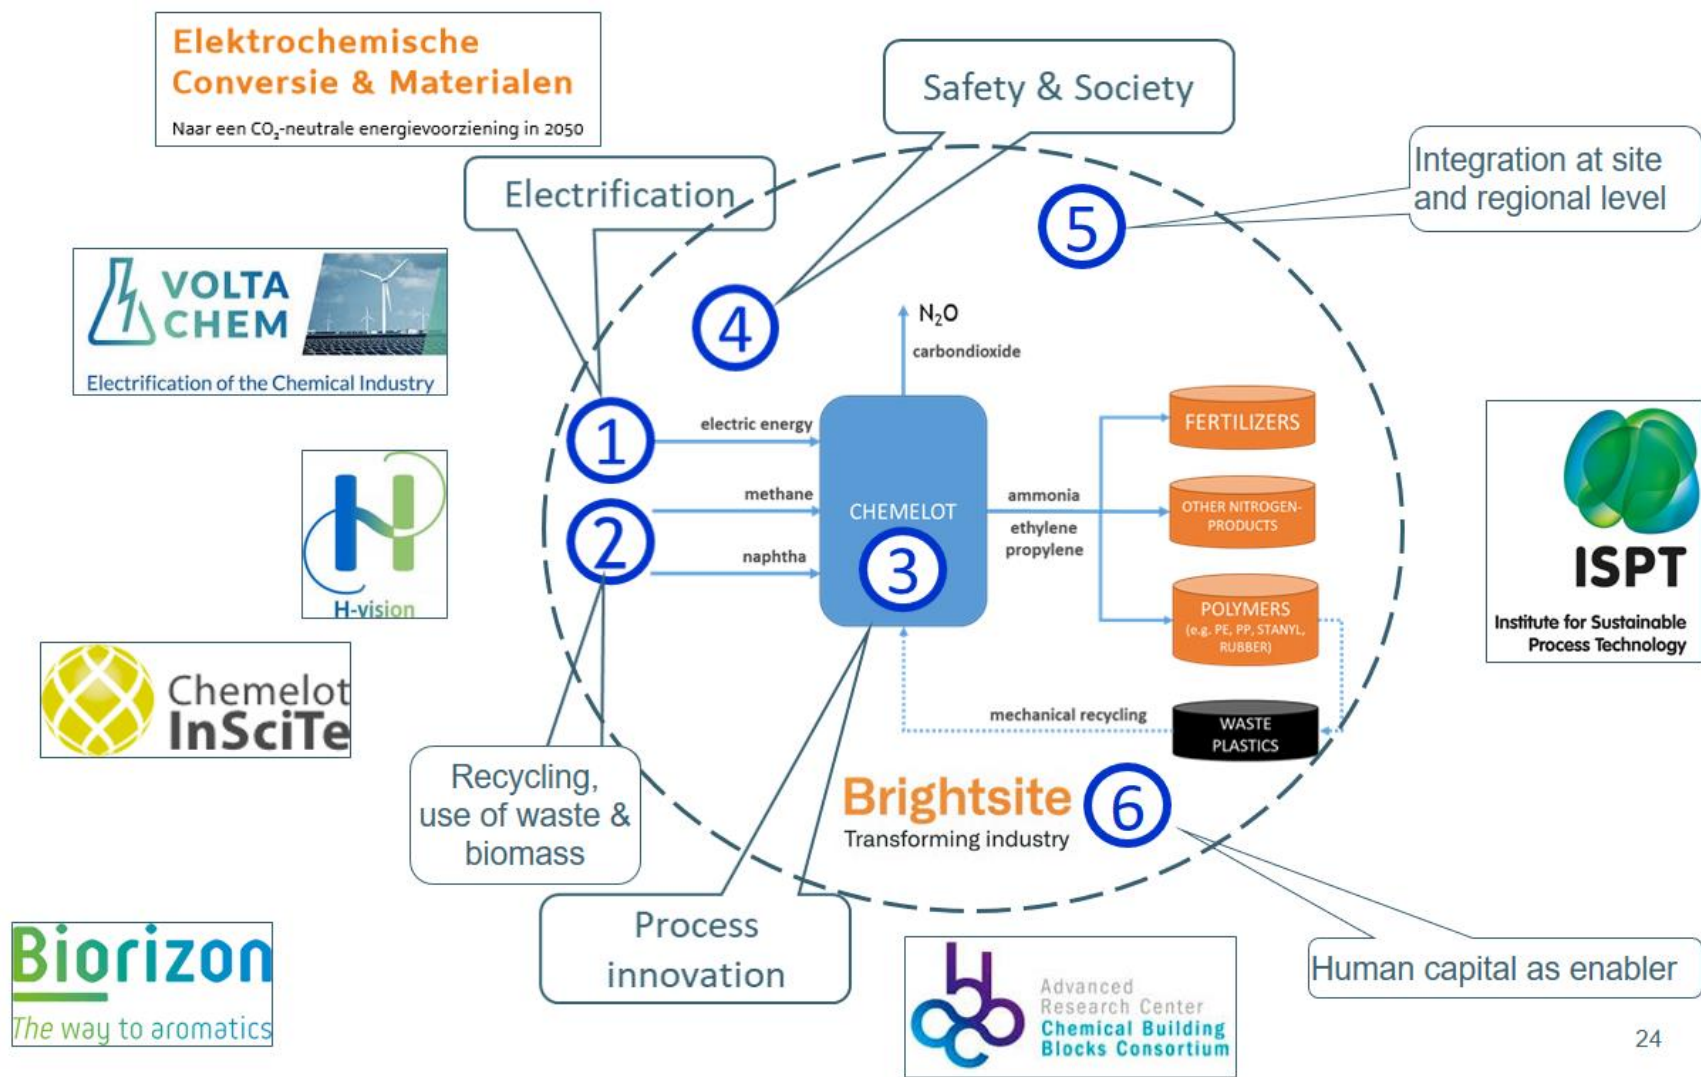 Elektrochemische
Conversie & Materialen
Naar een CO₂-neutrale energievoorziening in 2050
Safety & Society
Integration at site
and regional level
Electrification
5
VOLTA
CHEM
Electrification of the Chemical Industry
4
N₂O
carbondioxide
1
electric energy
FERTILIZERS
methane
CHEMELOT
ammonia
OTHER NITROGEN-
PRODUCTS
2
naphtha
3
ethylene
propylene
H-vision
POLYMERS
(e.g. PE, PP, STANYL,
RUBBER)
ISPT
Institute for Sustainable
Process Technology
Chemelot
InSciTe
mechanical recycling
WASTE
PLASTICS
Recycling,
use of waste &
biomass
Brightsite
Transforming industry
6
Process
innovation
Biorizon
The way to aromatics
Advanced
Research Center
Chemical Building
Blocks Consortium
Human capital as enabler
24